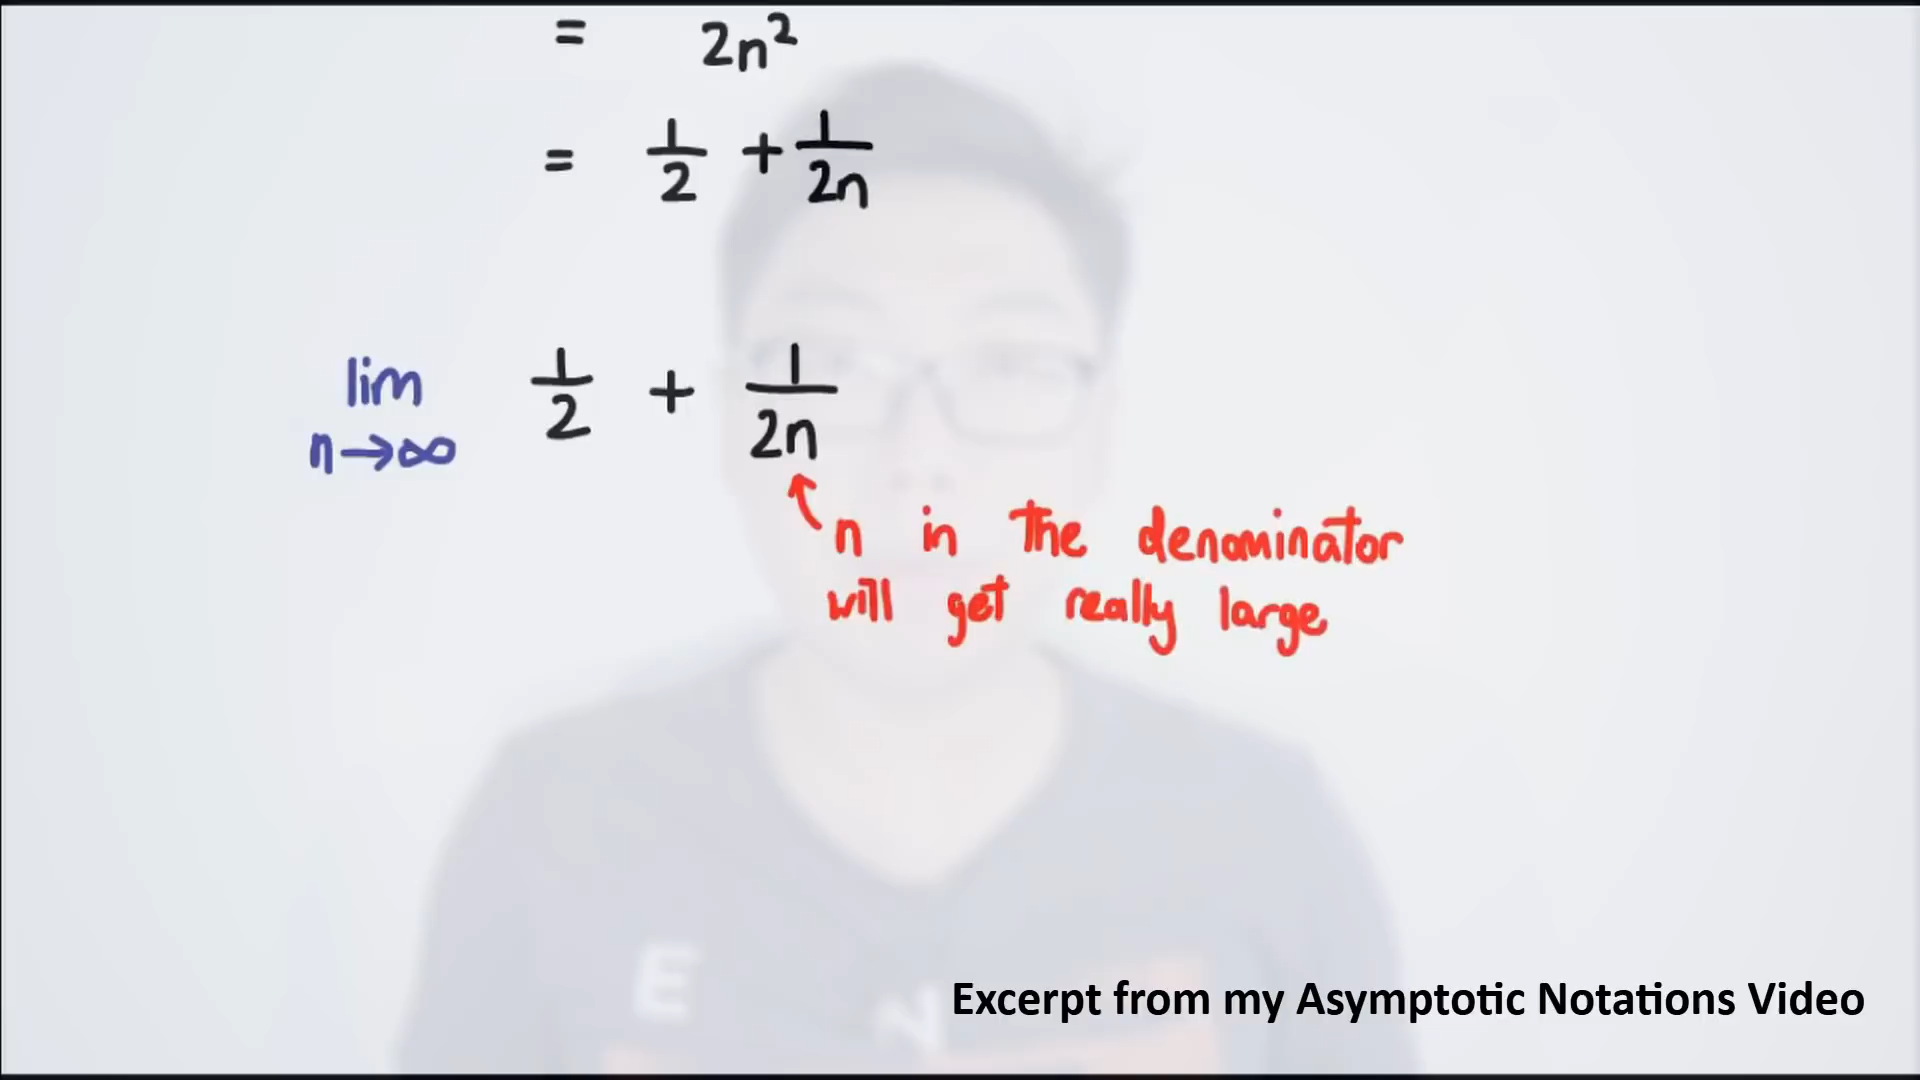 = 2n²
= 1/2 + 1/2n
lim n→∞ 1/2 + 1/2n
n in the denominator
will get really large
E
N
Excerpt from my Asymptotic Notations Video